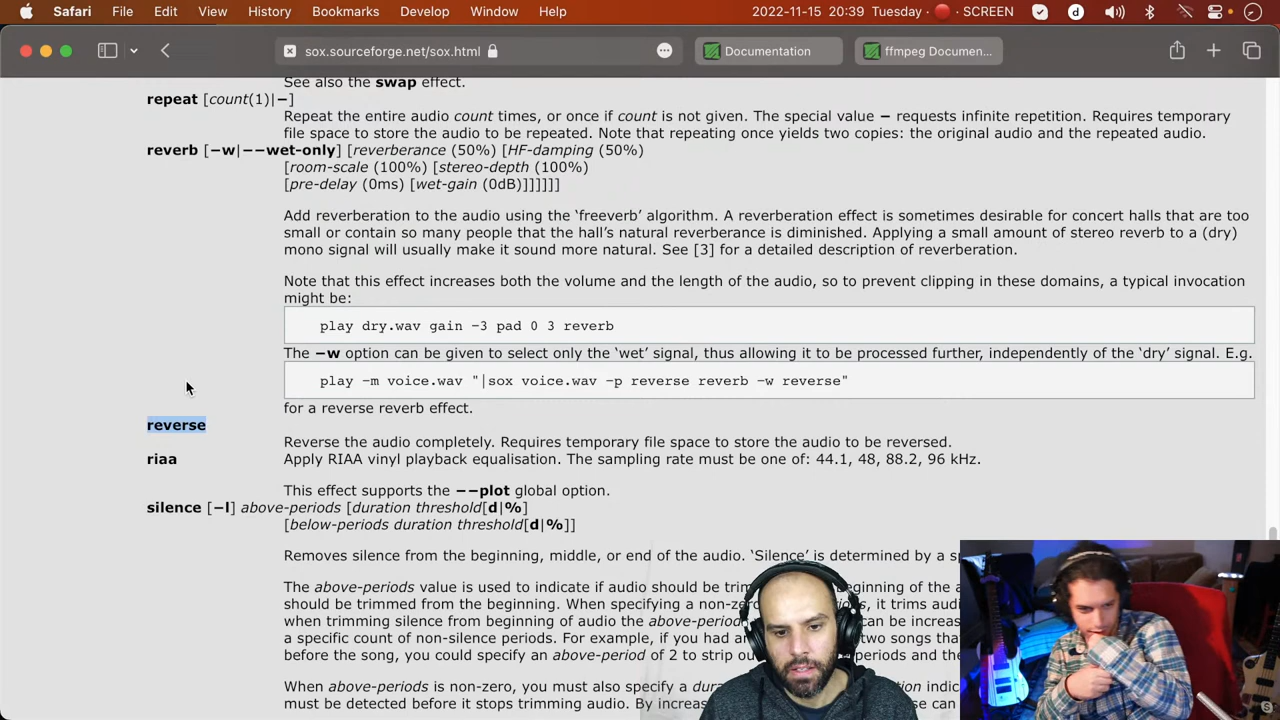 Safari File Edit View History Bookmarks Develop Window Help 2022-11-15 20:39 Tuesday SCREEN d
sox.sourceforge.net/sox.html Documentation ffmpeg Documen...
See also the swap effect.
repeat [count(1)|−]
Repeat the entire audio count times, or once if count is not given. The special value − requests infinite repetition. Requires temporary
file space to store the audio to be repeated. Note that repeating once yields two copies: the original audio and the repeated audio.
reverb [−w|−−wet-only] [reverberance (50%) [HF-damping (50%)
[room-scale (100%) [stereo-depth (100%)
[pre-delay (0ms) [wet-gain (0dB)]]]]]]
Add reverberation to the audio using the ‘freeverb’ algorithm. A reverberation effect is sometimes desirable for concert halls that are too
small or contain so many people that the hall’s natural reverberance is diminished. Applying a small amount of stereo reverb to a (dry)
mono signal will usually make it sound more natural. See [3] for a detailed description of reverberation.
Note that this effect increases both the volume and the length of the audio, so to prevent clipping in these domains, a typical invocation
might be:
play dry.wav gain −3 pad 0 3 reverb
The −w option can be given to select only the ‘wet’ signal, thus allowing it to be processed further, independently of the ‘dry’ signal. E.g.
play −m voice.wav "|sox voice.wav −p reverse reverb −w reverse"
for a reverse reverb effect.
reverse
Reverse the audio completely. Requires temporary file space to store the audio to be reversed.
riaa Apply RIAA vinyl playback equalisation. The sampling rate must be one of: 44.1, 48, 88.2, 96 kHz.
This effect supports the −−plot global option.
silence [−l] above-periods [duration threshold[d|%]
[below-periods duration threshold[d|%]]
Removes silence from the beginning, middle, or end of the audio. ‘Silence’ is determined by a
The above-periods value is used to indicate if audio should be beginning of the
should be trimmed from the beginning. When specifying a it trims
when trimming silence from beginning of audio the can be
a specific count of non-silence periods. For example, if you had two songs
before the song, you could specify an above-period of 2 to strip periods and
When above-periods is non-zero, you must also specify a
must be detected before it stops trimming audio. By can